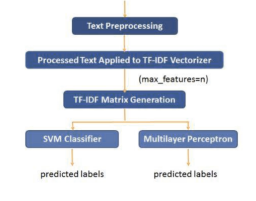 Text Preprocessing
Processed Text Applied to TF-IDF Vectorizer
(max_features=n)
TF-IDF Matrix Generation
SVM Classifier
Multilayer Perceptron
predicted labels
predicted labels